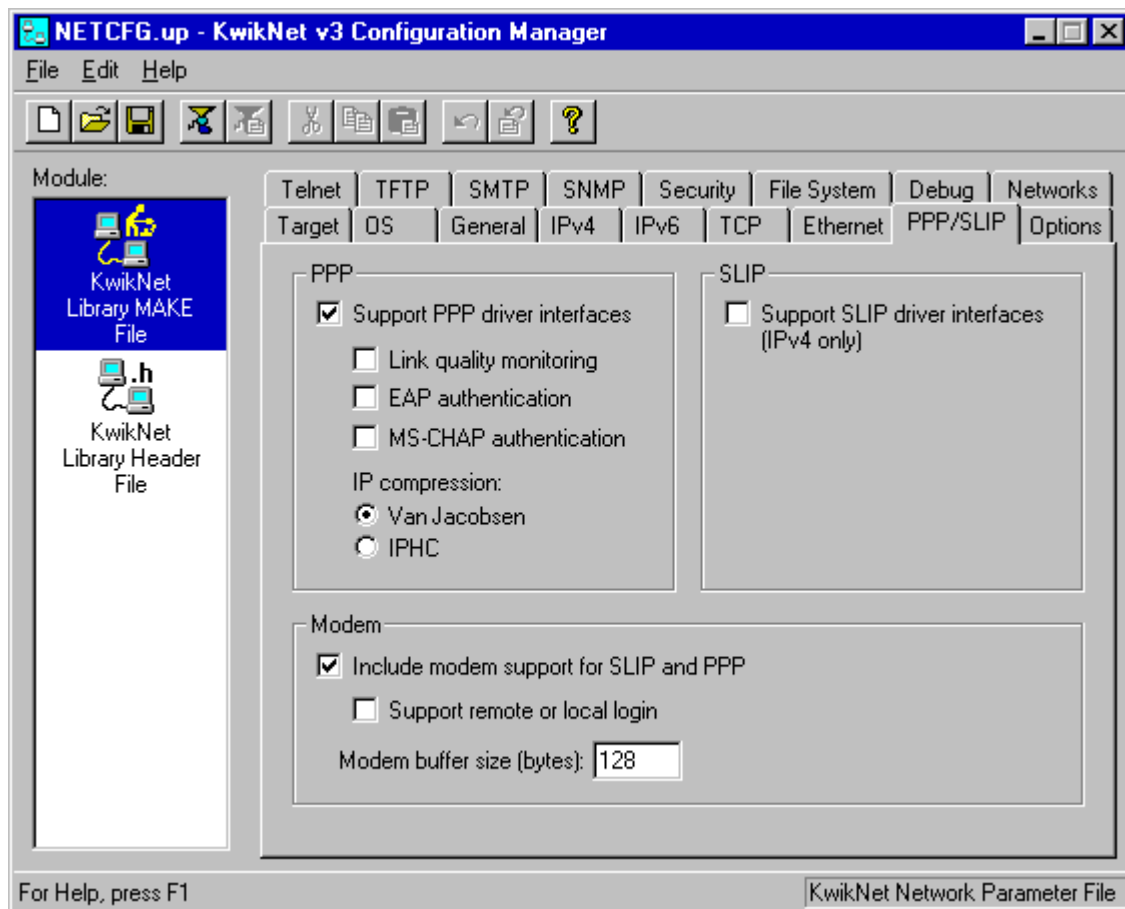 NETCFG.up - KwikNet v3 Configuration Manager
File Edit Help
Module:
KwikNet
Library MAKE
File
.h
KwikNet
Library Header
File
Telnet TFTP SMTP SNMP Security File System Debug Networks
Target OS General IPv4 IPv6 TCP Ethernet PPP/SLIP Options
PPP
Support PPP driver interfaces
Link quality monitoring
EAP authentication
MS-CHAP authentication
IP compression:
Van Jacobsen
IPHC
SLIP
Support SLIP driver interfaces
(IPv4 only)
Modem
Include modem support for SLIP and PPP
Support remote or local login
Modem buffer size (bytes): 128
For Help, press F1
KwikNet Network Parameter File